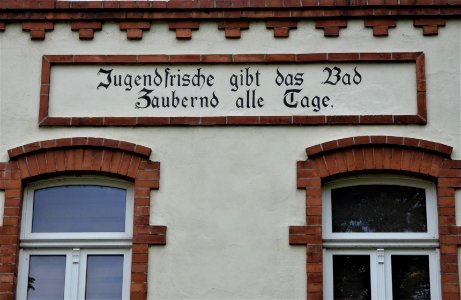 Jugendfrische gibt das Bad
Zaubernd alle Tage.